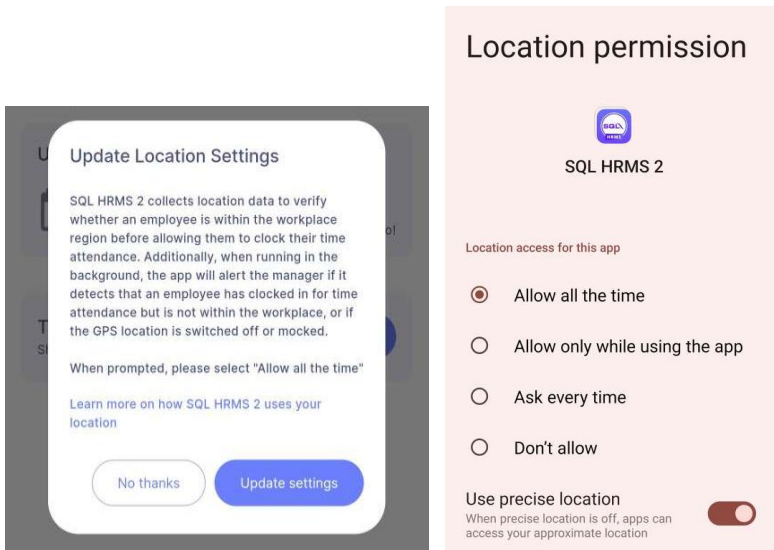 Update Location Settings
SQL HRMS 2 collects location data to verify
whether an employee is within the workplace
region before allowing them to clock their time
attendance. Additionally, when running in the
background, the app will alert the manager if it
detects that an employee has clocked in for time
attendance but is not within the workplace, or if
the GPS location is switched off or mocked.
When prompted, please select "Allow all the time"
Learn more on how SQL HRMS 2 uses your
location
No thanks
Update settings
Location permission
SQL
HRMS
SQL HRMS 2
Location access for this app
Allow all the time
Allow only while using the app
Ask every time
Don't allow
Use precise location
When precise location is off, apps can
access your approximate location